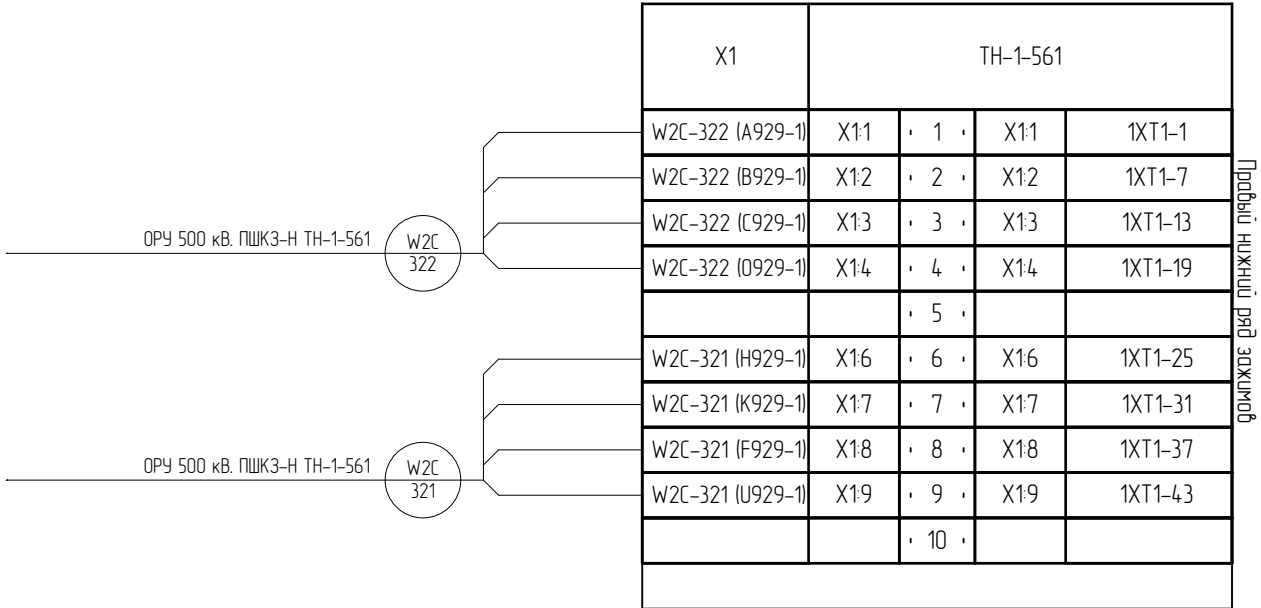 X1 ТН-1-561
W2C-322 (A929-1) X1:1 1 X1:1 1XT1-1
W2C-322 (B929-1) X1:2 2 X1:2 1XT1-7
W2C-322 (C929-1) X1:3 3 X1:3 1XT1-13
ОРУ 500 кВ. ПШКЗ-Н ТН-1-561 W2C
322
W2C-322 (0929-1) X1:4 4 X1:4 1XT1-19
5
W2C-321 (H929-1) X1:6 6 X1:6 1XT1-25
W2C-321 (K929-1) X1:7 7 X1:7 1XT1-31
W2C-321 (F929-1) X1:8 8 X1:8 1XT1-37
ОРУ 500 кВ. ПШКЗ-Н ТН-1-561 W2C
321
W2C-321 (U929-1) X1:9 9 X1:9 1XT1-43
10
Правый нижний ряд зажимов